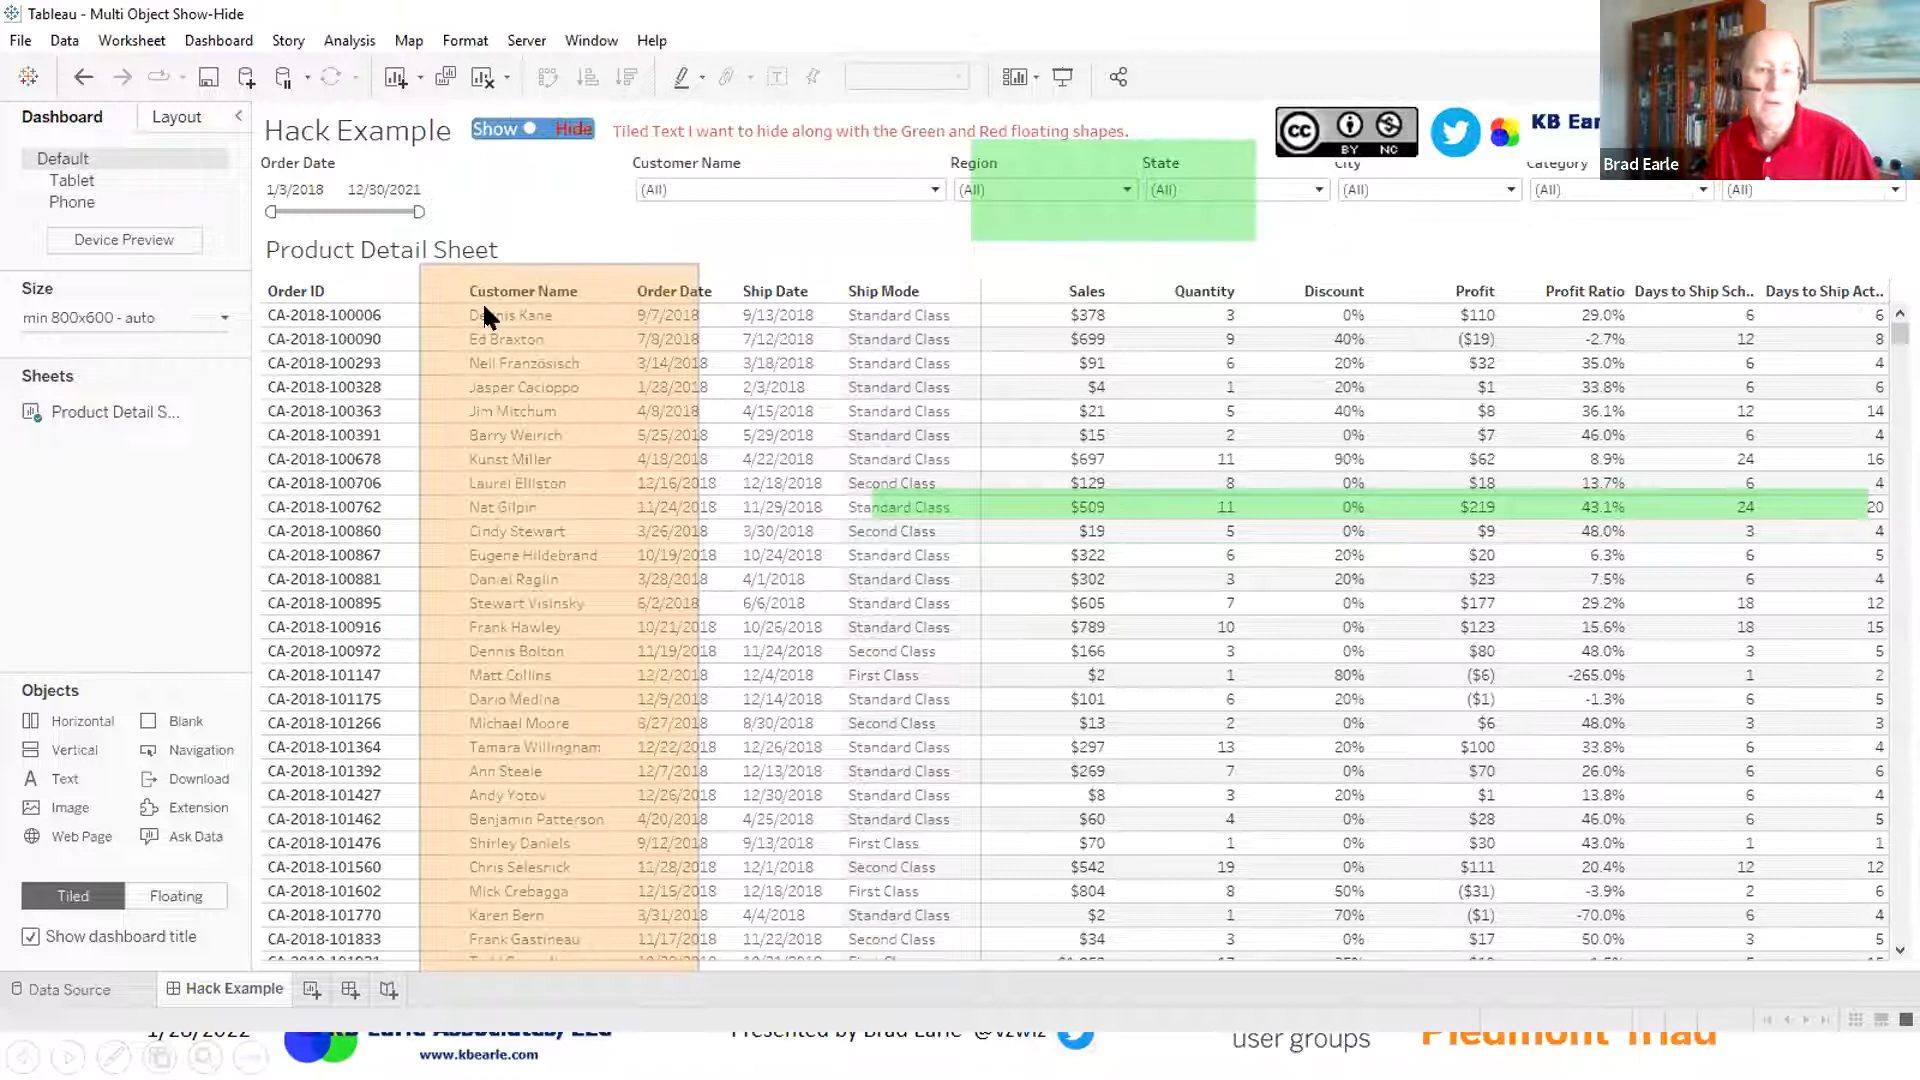 Tableau - Multi Object Show-Hide
File Data Worksheet Dashboard Story Analysis Map Format Server Window Help
Dashboard Layout
Default
Tablet
Phone
Device Preview
Size
min 800x600 - auto
Sheets
Product Detail S...
Objects
Horizontal Blank
Vertical Navigation
Text Download
Image Extension
Web Page Ask Data
Tiled Floating
Show dashboard title
Hack Example Show Hide Tiled Text I want to hide along with the Green and Red floating shapes.
CC BY NC
KB Ear
Brad Earle
Order Date Customer Name Region State City Category
1/3/2018 12/30/2021 (All) (All) (All) (All) (All) (All)
Product Detail Sheet
Order ID Customer Name Order Date Ship Date Ship Mode Sales Quantity Discount Profit Profit Ratio Days to Ship Sch.. Days to Ship Act..
CA-2018-100006 Dennis Kane 9/7/2018 9/13/2018 Standard Class $378 3 0% $110 29.0% 6 6
CA-2018-100090 Ed Braxton 7/8/2018 7/12/2018 Standard Class $699 9 40% ($19) -2.7% 12 8
CA-2018-100293 Neil Französisch 3/14/2018 3/18/2018 Standard Class $91 6 20% $32 35.0% 6 4
CA-2018-100328 Jasper Cacioppo 1/28/2018 2/3/2018 Standard Class $4 1 20% $1 33.8% 6 6
CA-2018-100363 Jim Mitchum 4/8/2018 4/15/2018 Standard Class $21 5 40% $8 36.1% 12 14
CA-2018-100391 Barry Weirich 5/25/2018 5/29/2018 Standard Class $15 2 0% $7 46.0% 6 4
CA-2018-100678 Kunst Miller 4/18/2018 4/22/2018 Standard Class $697 11 90% $62 8.9% 24 16
CA-2018-100706 Laurel Elliston 12/16/2018 12/18/2018 Second Class $129 8 0% $18 13.7% 6 4
CA-2018-100762 Nat Gilpin 11/24/2018 11/29/2018 Standard Class $509 11 0% $219 43.1% 24 20
CA-2018-100860 Cindy Stewart 3/26/2018 3/30/2018 Second Class $19 5 0% $9 48.0% 3 4
CA-2018-100867 Eugene Hildebrand 10/19/2018 10/24/2018 Standard Class $322 6 20% $20 6.3% 6 5
CA-2018-100881 Daniel Raglin 3/28/2018 4/1/2018 Standard Class $302 3 20% $23 7.5% 6 4
CA-2018-100895 Stewart Visinsky 6/2/2018 6/6/2018 Standard Class $605 7 0% $177 29.2% 18 12
CA-2018-100916 Frank Hawley 10/21/2018 10/26/2018 Standard Class $789 10 0% $123 15.6% 18 15
CA-2018-100972 Dennis Bolton 11/19/2018 11/24/2018 Second Class $166 3 0% $80 48.0% 3 5
CA-2018-101147 Matt Collins 12/2/2018 12/4/2018 First Class $2 1 80% ($6) -265.0% 1 2
CA-2018-101175 Dario Medina 12/9/2018 12/14/2018 Standard Class $101 6 20% ($1) -1.3% 6 5
CA-2018-101266 Michael Moore 8/27/2018 8/30/2018 Second Class $13 2 0% $6 48.0% 3 3
CA-2018-101364 Tamara Willingham 12/22/2018 12/26/2018 Standard Class $297 13 20% $100 33.8% 6 4
CA-2018-101392 Ann Steele 12/7/2018 12/13/2018 Standard Class $269 7 0% $70 26.0% 6 6
CA-2018-101427 Andy Yotov 12/26/2018 12/30/2018 Standard Class $8 3 20% $1 13.8% 6 4
CA-2018-101462 Benjamin Patterson 4/20/2018 4/25/2018 Standard Class $60 4 0% $28 46.0% 6 5
CA-2018-101476 Shirley Daniels 9/12/2018 9/13/2018 First Class $70 1 0% $30 43.0% 1 1
CA-2018-101560 Chris Selesnick 11/28/2018 12/1/2018 Second Class $542 19 0% $111 20.4% 12 12
CA-2018-101602 Mick Crebagga 12/15/2018 12/18/2018 First Class $804 8 50% ($31) -3.9% 2 6
CA-2018-101770 Karen Bern 3/31/2018 4/4/2018 Standard Class $2 1 70% ($1) -70.0% 6 4
CA-2018-101833 Frank Gastineau 11/17/2018 11/22/2018 Second Class $34 3 0% $17 50.0% 3 5
Data Source Hack Example
1/28/2022 KB Earle Associates, LLC Presented by Brad Earle @vzwiz
www.kbearle.com
user groups Piedmont Triad